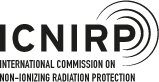 ICNIRP
INTERNATIONAL COMMISSION ON
NON-IONIZING RADIATION PROTECTION